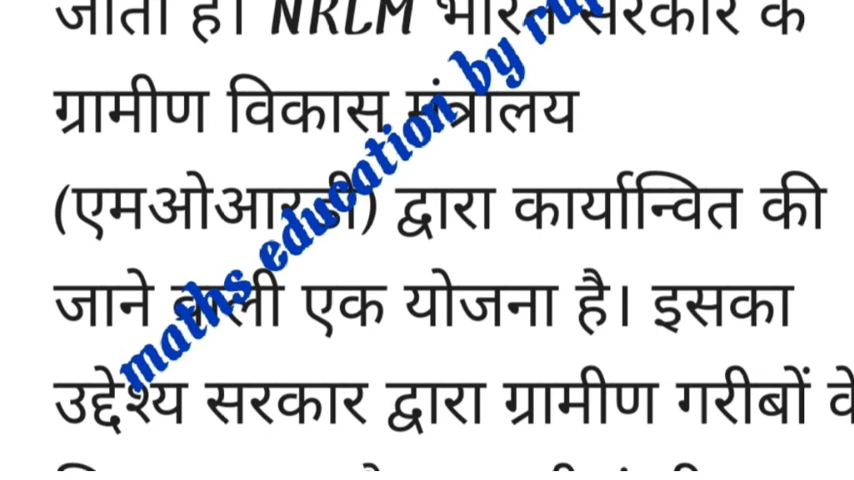 जाता है। NRLM भारत सरकार के
ग्रामीण विकास मंत्रालय
(एमओआरडी) द्वारा कार्यान्वित की
जाने वाली एक योजना है। इसका
उद्देश्य सरकार द्वारा ग्रामीण गरीबों के
maths education by